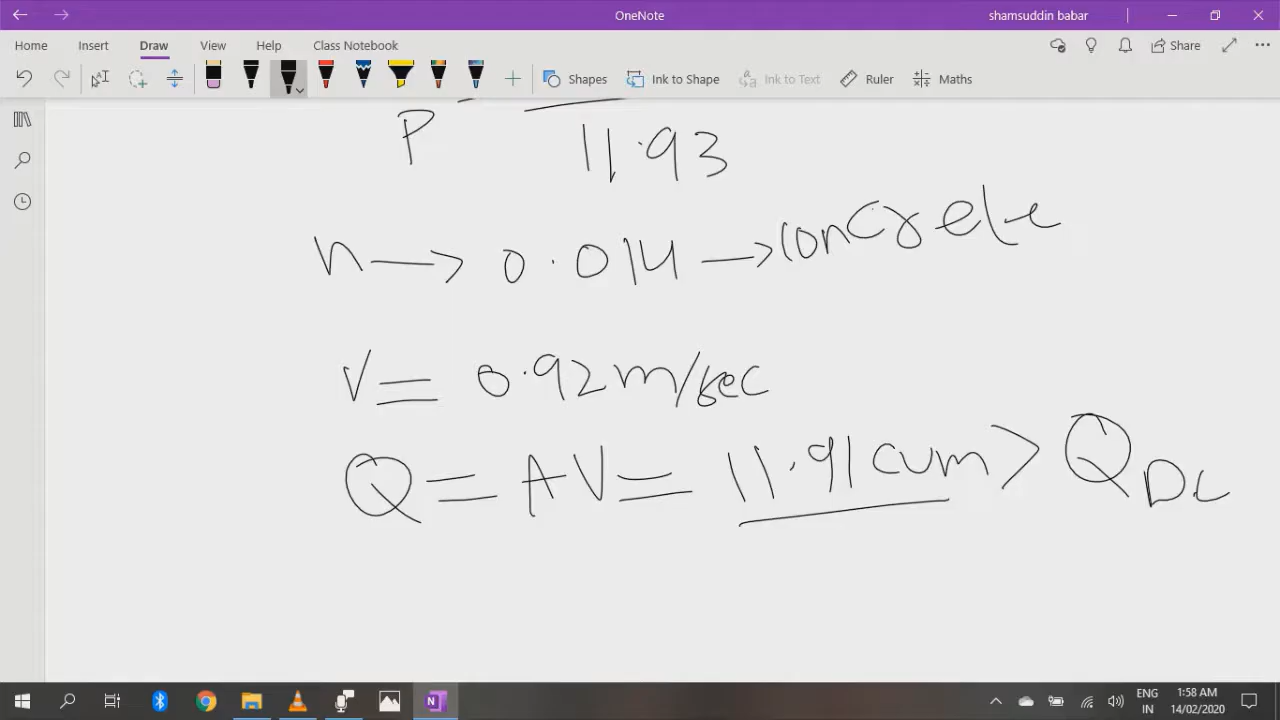 OneNote
shamsuddin babar
Home Insert Draw View Help Class Notebook
Share
Shapes Ink to Shape Ink to Text Ruler Maths
P = 
11.93
n → 0.014 → concrete
V = 0.92 m/sec
Q = AV = 11.91 cum > Q DC
ENG
IN
1:58 AM
14/02/2020